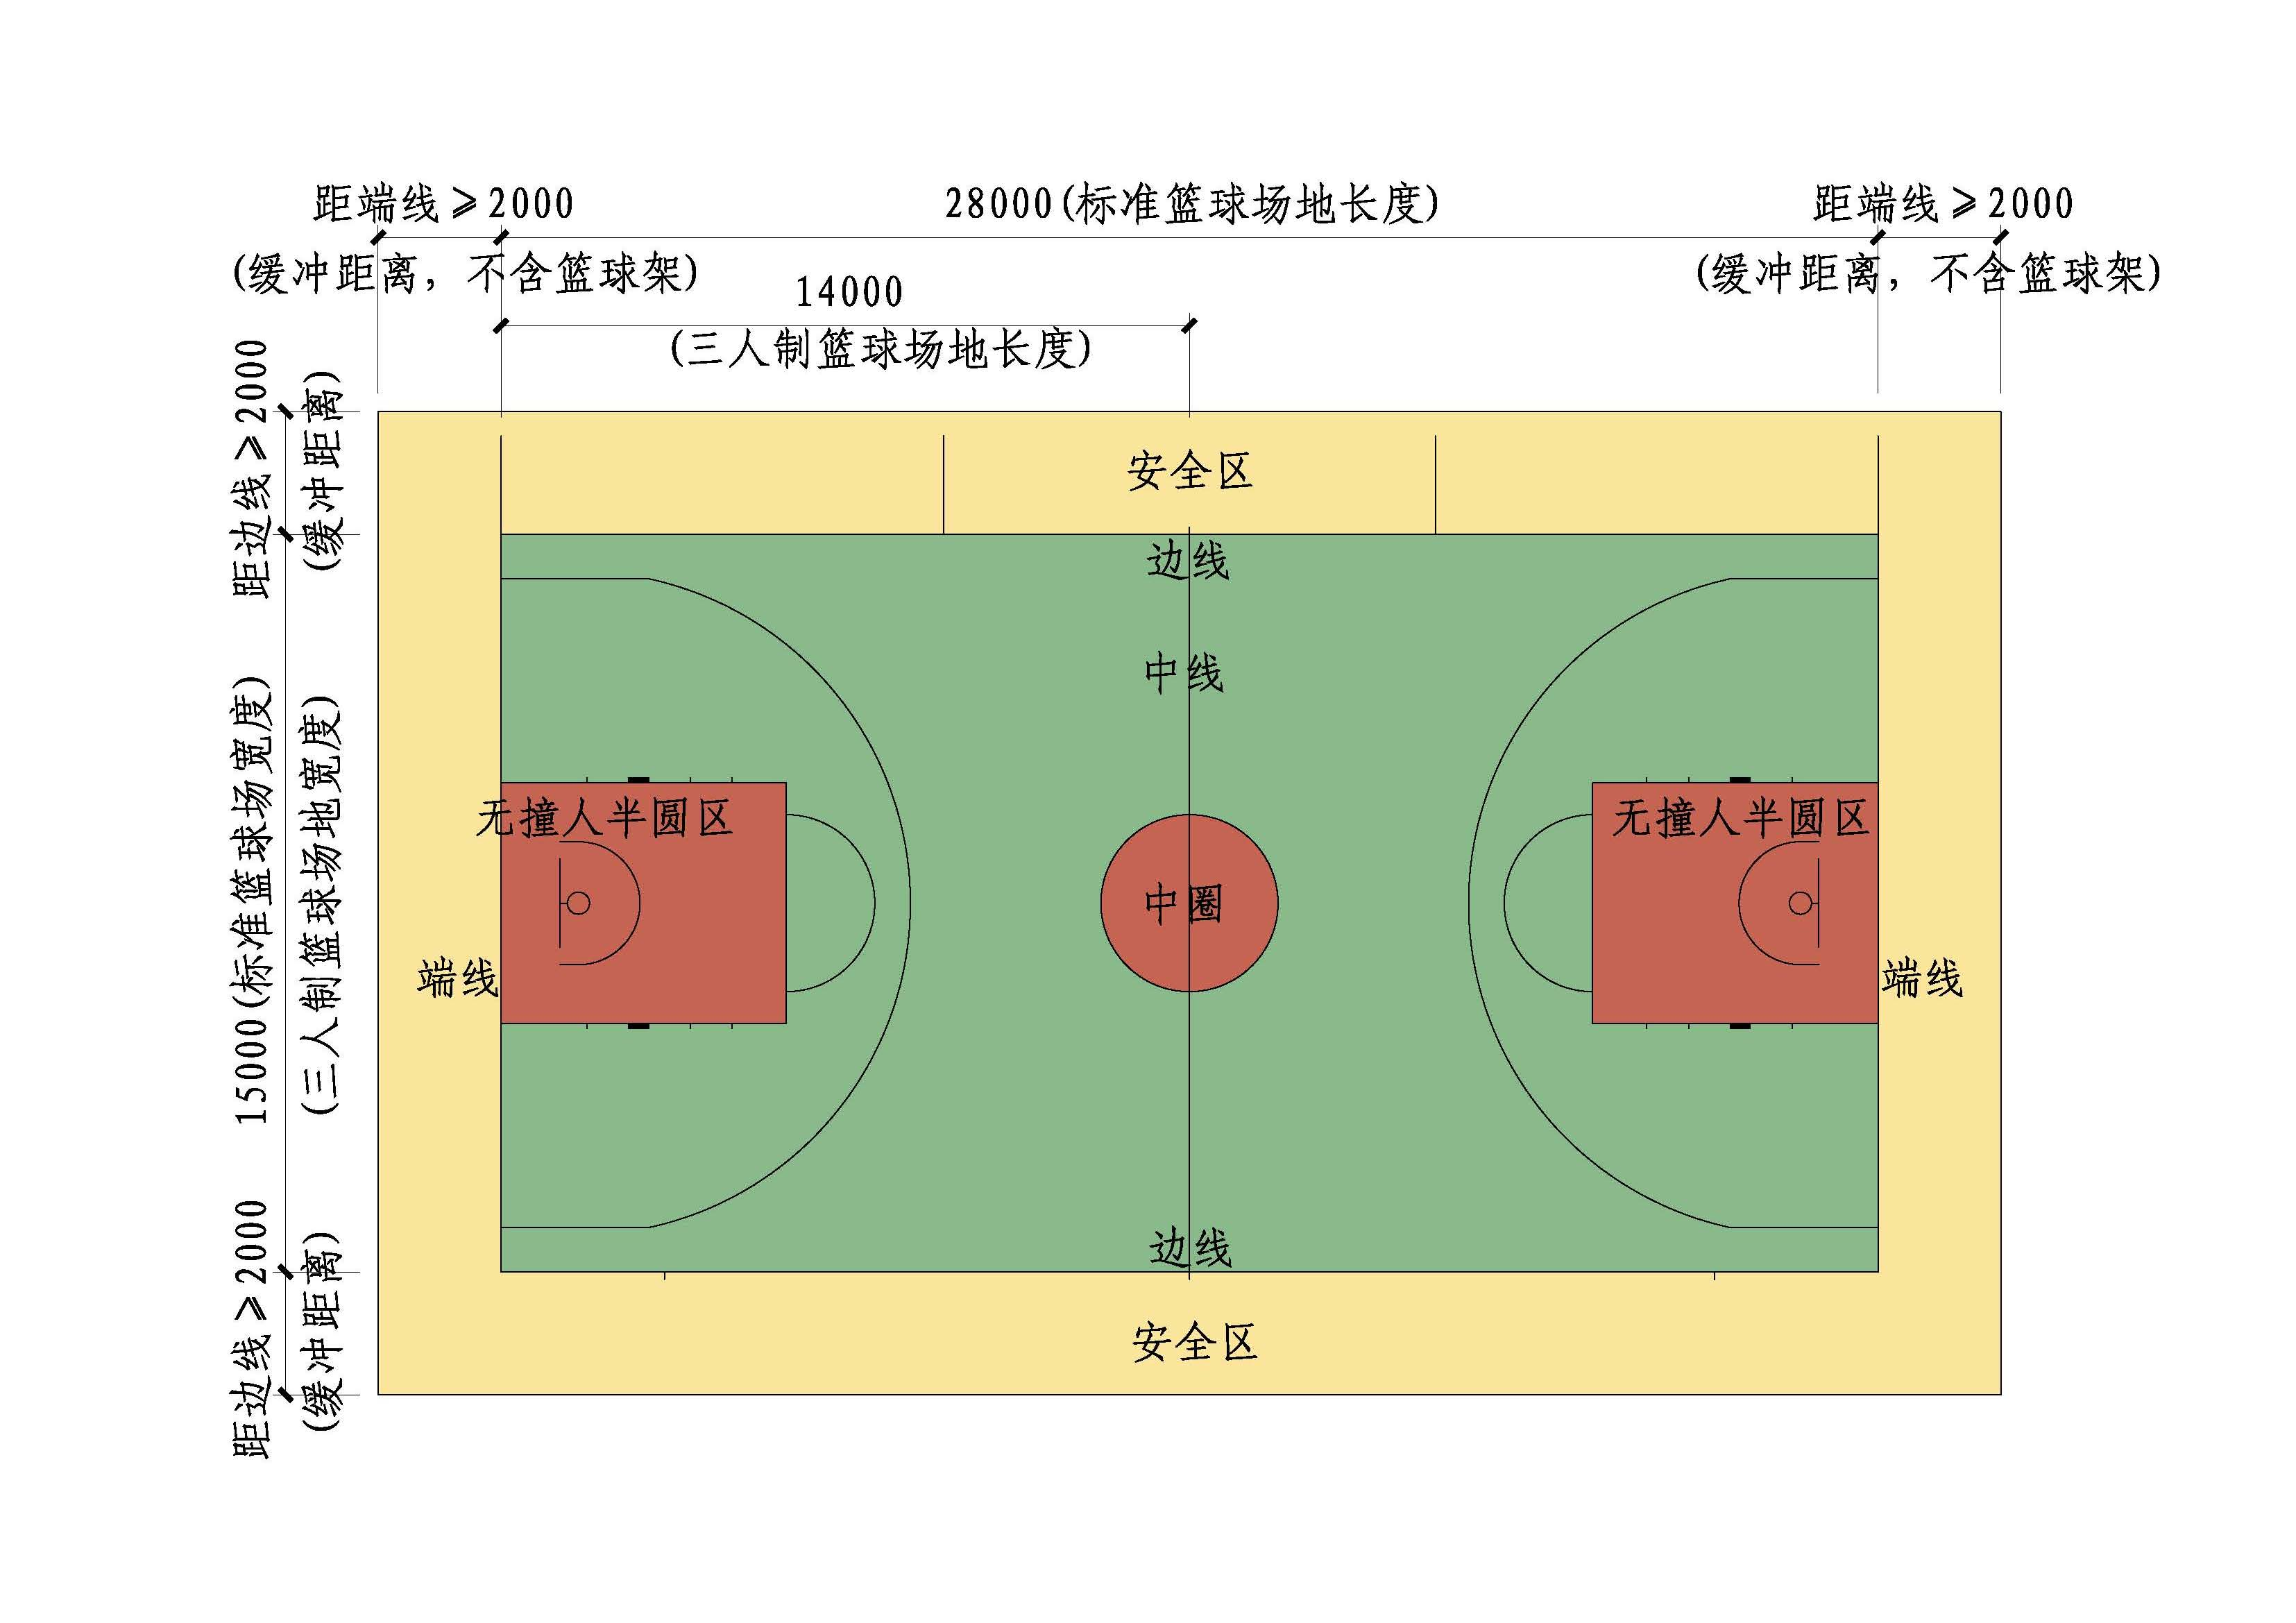 距端线≥2000
28000(标准篮球场地长度)
距端线≥2000
(缓冲距离，不含篮球架)
(缓冲距离，不含篮球架)
14000
(三人制篮球场地长度)
距边线≥2000
(缓冲距离)
安全区
边线
中线
15000(标准篮球场宽度)
(三人制篮球场地宽度)
无撞人半圆区
无撞人半圆区
中圈
端线
端线
边线
距边线≥2000
(缓冲距离)
安全区